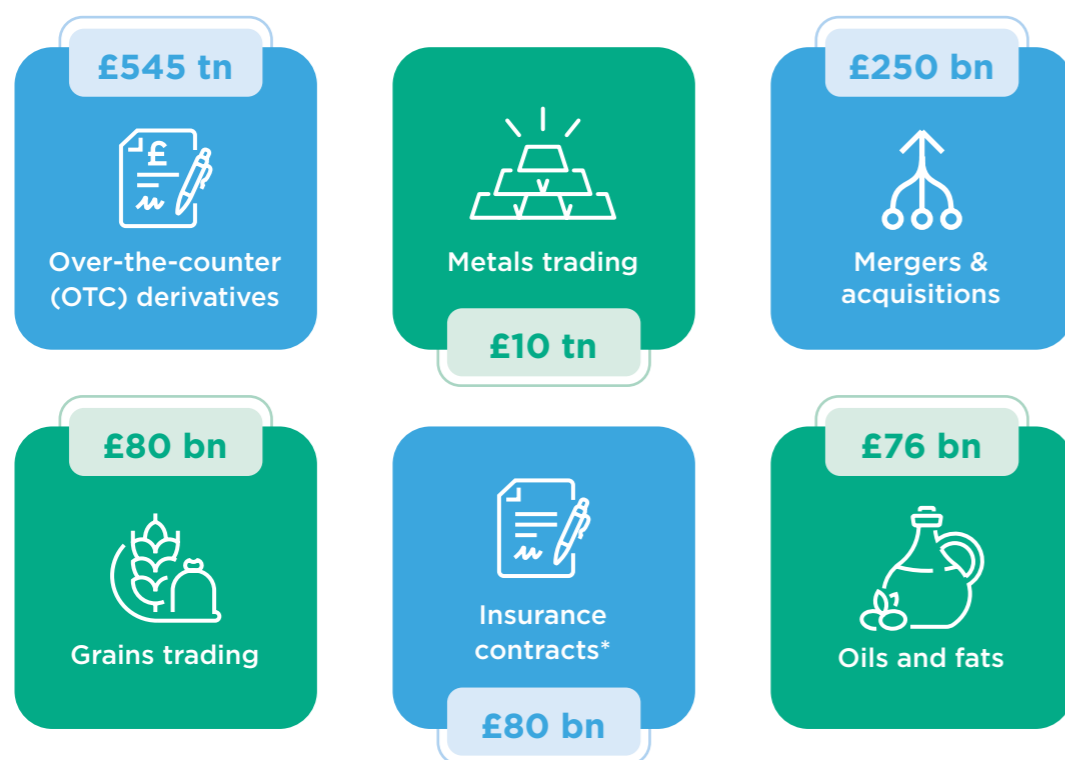 £545 tn
£
Over-the-counter
(OTC) derivatives
Metals trading
£10 tn
£250 bn
Mergers &
acquisitions
£80 bn
Grains trading
Insurance
contracts*
£80 bn
£76 bn
Oils and fats